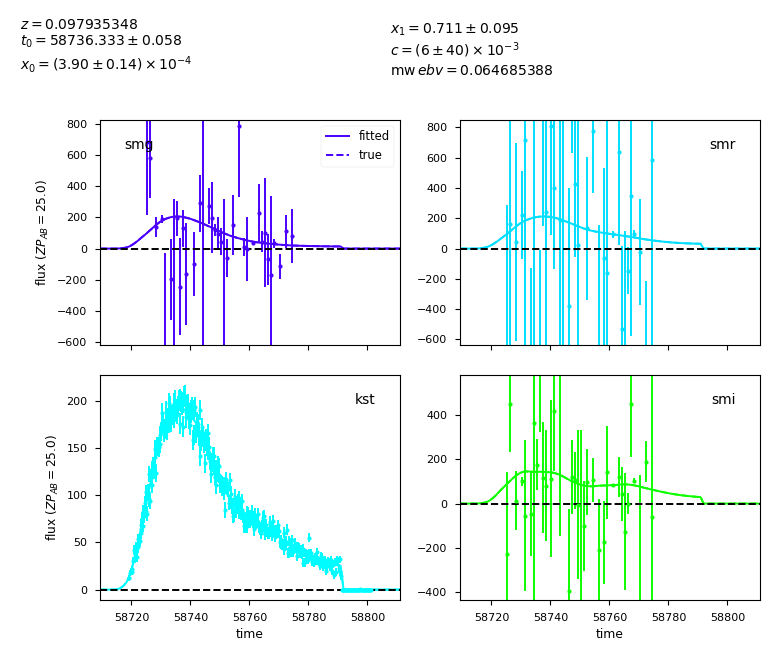 z = 0.097935348
t₀ = 58736.333 ± 0.058
x₀ = (3.90 ± 0.14) × 10⁻⁴
x₁ = 0.711 ± 0.095
c = (6 ± 40) × 10⁻³
mw ebv = 0.064685388
smg
fitted
true
800
600
400
200
0
−200
−400
−600
flux (ZP_AB = 25.0)
smr
800
600
400
200
0
−200
−400
−600
kst
200
150
100
50
0
flux (ZP_AB = 25.0)
58720 58740 58760 58780 58800
time
smi
400
200
0
−200
−400
58720 58740 58760 58780 58800
time